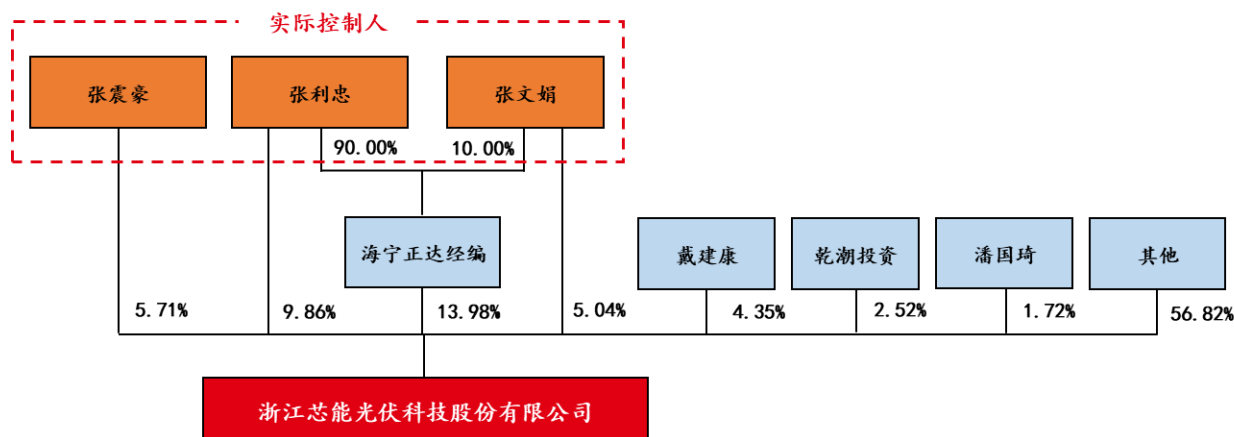 实际控制人
张震豪
张利忠
张文娟
90.00%
10.00%
海宁正达经编
戴建康
乾潮投资
潘国琦
其他
5.71%
9.86%
13.98%
5.04%
4.35%
2.52%
1.72%
56.82%
浙江芯能光伏科技股份有限公司